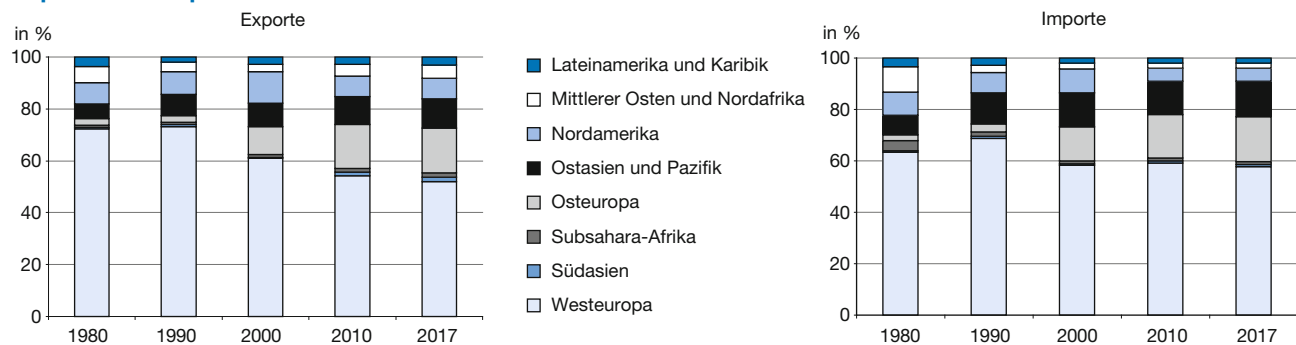 Exporte
in %
100
80
60
40
20
0
1980 1990 2000 2010 2017
Lateinamerika und Karibik
Mittlerer Osten und Nordafrika
Nordamerika
Ostasien und Pazifik
Osteuropa
Subsahara-Afrika
Südasien
Westeuropa
Importe
in %
100
80
60
40
20
0
1980 1990 2000 2010 2017